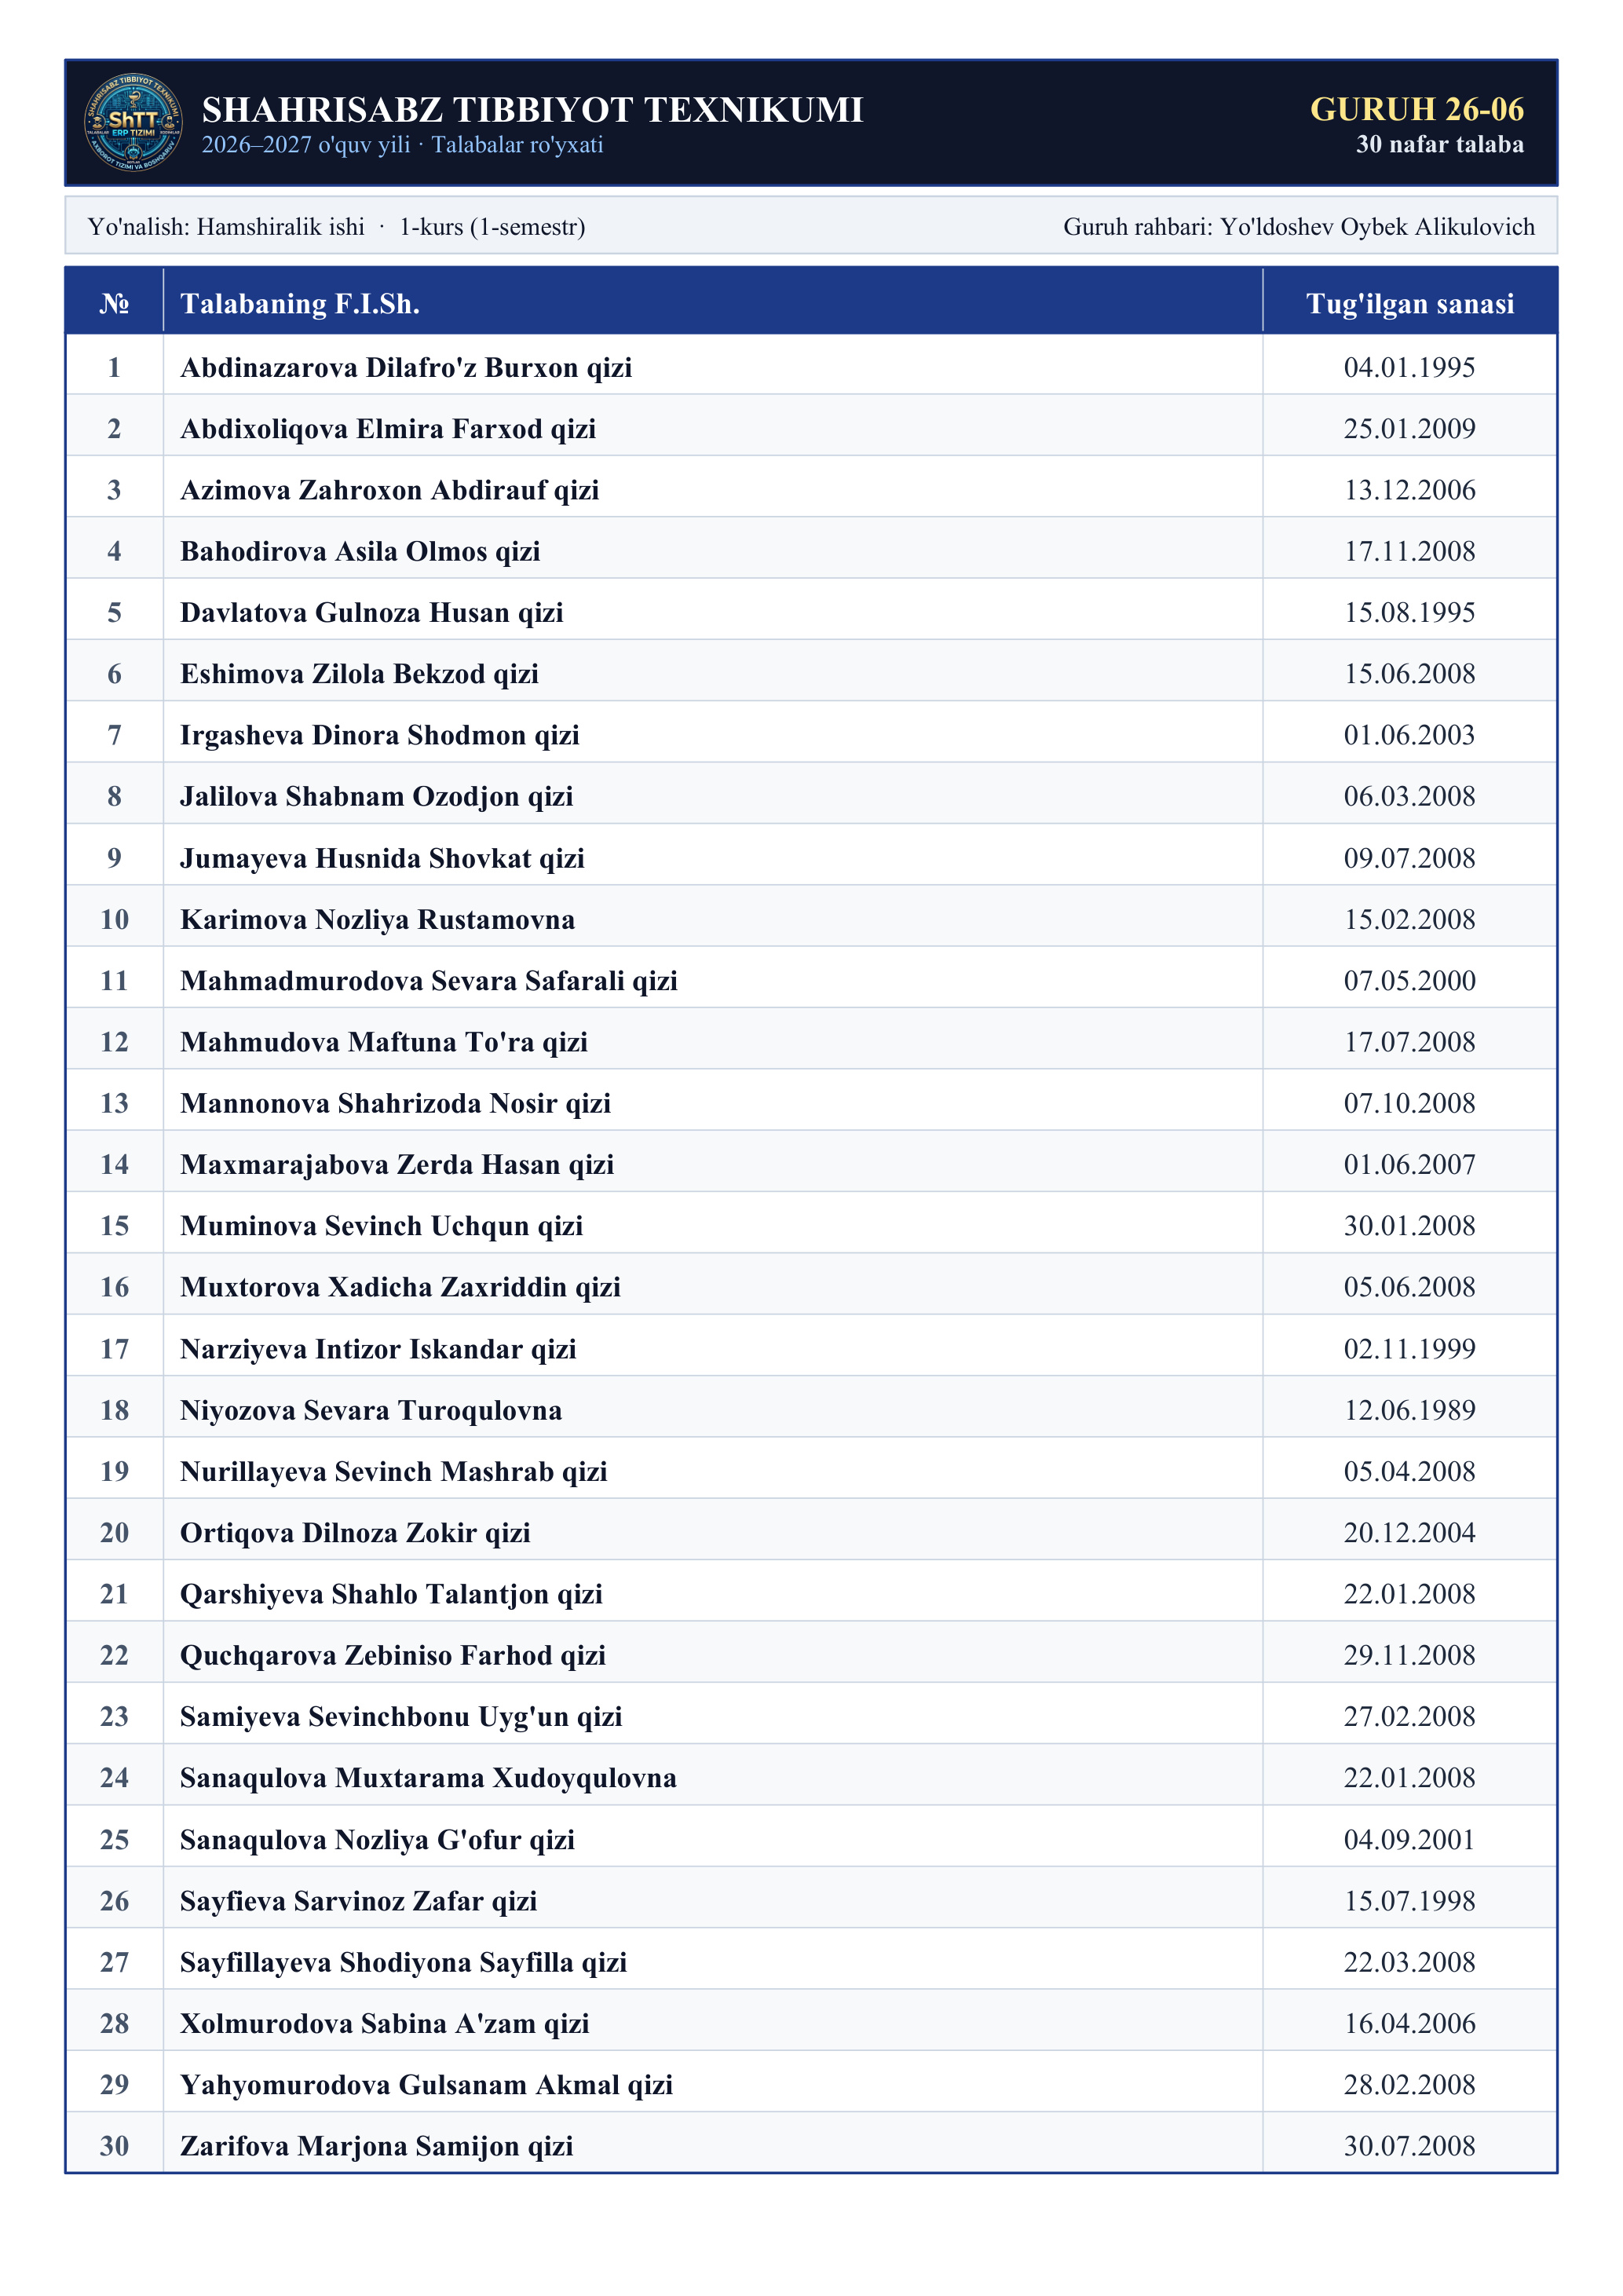 SHAHRISABZ TIBBIYOT TEXNIKUMI
ShTT
ERP TIZIMI
SHAHRISABZ TIBBIYOT TEXNIKUMI
2026–2027 o'quv yili · Talabalar ro'yxati
GURUH 26-06
30 nafar talaba
Yo'nalish: Hamshiralik ishi · 1-kurs (1-semestr)
Guruh rahbari: Yo'ldoshev Oybek Alikulovich
№ Talabaning F.I.Sh. Tug'ilgan sanasi
1 Abdinazarova Dilafro'z Burxon qizi 04.01.1995
2 Abdixoliqova Elmira Farxod qizi 25.01.2009
3 Azimova Zahroxon Abdirauf qizi 13.12.2006
4 Bahodirova Asila Olmos qizi 17.11.2008
5 Davlatova Gulnoza Husan qizi 15.08.1995
6 Eshimova Zilola Bekzod qizi 15.06.2008
7 Irgasheva Dinora Shodmon qizi 01.06.2003
8 Jalilova Shabnam Ozodjon qizi 06.03.2008
9 Jumayeva Husnida Shovkat qizi 09.07.2008
10 Karimova Nozliya Rustamovna 15.02.2008
11 Mahmadmurodova Sevara Safarali qizi 07.05.2000
12 Mahmudova Maftuna To'ra qizi 17.07.2008
13 Mannonova Shahrizoda Nosir qizi 07.10.2008
14 Maxmarajabova Zerda Hasan qizi 01.06.2007
15 Muminova Sevinch Uchqun qizi 30.01.2008
16 Muxtorova Xadicha Zaxriddin qizi 05.06.2008
17 Narziyeva Intizor Iskandar qizi 02.11.1999
18 Niyozova Sevara Turoqulovna 12.06.1989
19 Nurillayeva Sevinch Mashrab qizi 05.04.2008
20 Ortiqova Dilnoza Zokir qizi 20.12.2004
21 Qarshiyeva Shahlo Talantjon qizi 22.01.2008
22 Quchqarova Zebiniso Farhod qizi 29.11.2008
23 Samiyeva Sevinchbonu Uyg'un qizi 27.02.2008
24 Sanaqulova Muxtarama Xudoyqulovna 22.01.2008
25 Sanaqulova Nozliya G'ofur qizi 04.09.2001
26 Sayfieva Sarvinoz Zafar qizi 15.07.1998
27 Sayfillayeva Shodiyona Sayfilla qizi 22.03.2008
28 Xolmurodova Sabina A'zam qizi 16.04.2006
29 Yahyomurodova Gulsanam Akmal qizi 28.02.2008
30 Zarifova Marjona Samijon qizi 30.07.2008